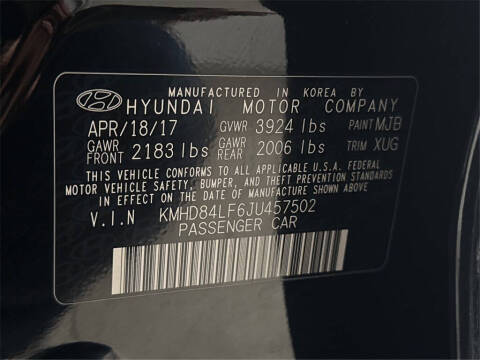 MANUFACTURED IN KOREA BY
HYUNDAI MOTOR COMPANY
APR/18/17 GVWR 3924 lbs PAINT MJB
GAWR FRONT 2183 lbs GAWR REAR 2006 lbs TRIM XUG
THIS VEHICLE CONFORMS TO ALL APPLICABLE U.S.A. FEDERAL
MOTOR VEHICLE SAFETY, BUMPER, AND THEFT PREVENTION STANDARDS
IN EFFECT ON THE DATE OF MANUFACTURE SHOWN ABOVE.
V.I.N KMHD84LF6JU457502
PASSENGER CAR